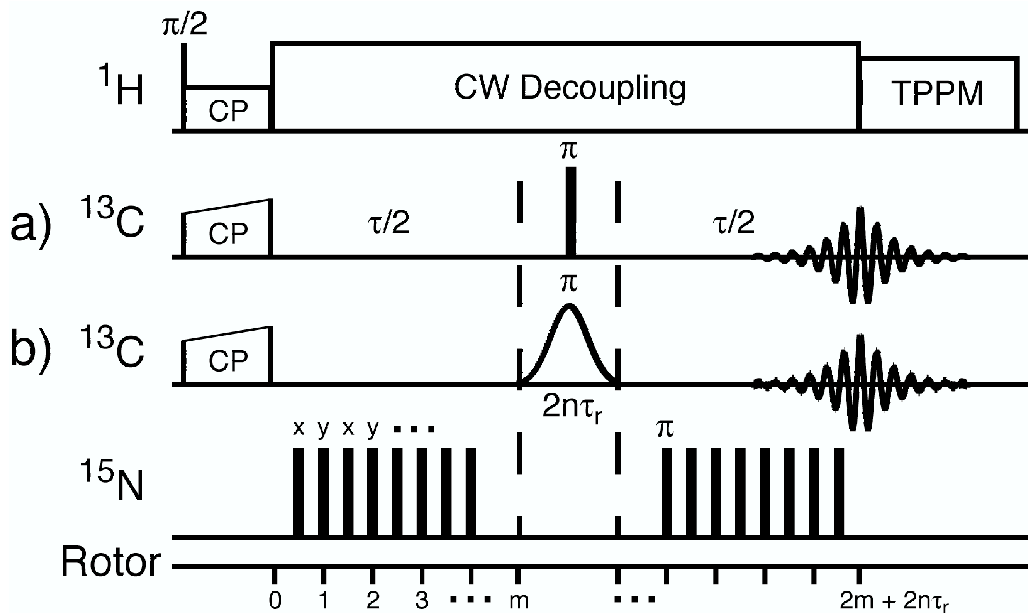 π/2
¹H
CP
CW Decoupling
TPPM
a) ¹³C
CP
τ/2
π
τ/2
b) ¹³C
CP
π
2nτᵣ
¹⁵N
x y x y ...
π
Rotor
0 1 2 3 ... m ... 2m + 2nτᵣ